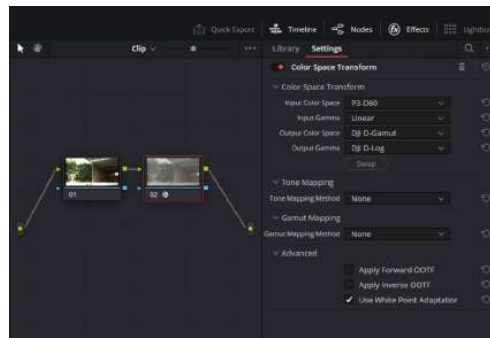 Quick Export Timeline Nodes Effects Lightbox
Clip
Library Settings
Color Space Transform
Color Space Transform
Input Color Space P3-D60
Input Gamma Linear
Output Color Space DJI D-Gamut
Output Gamma DJI D-Log
Swap
Tone Mapping
Tone Mapping Method None
Gamut Mapping
Gamut Mapping Method None
Advanced
Apply Forward OOTF
Apply Inverse OOTF
Use White Point Adaptation
01
02